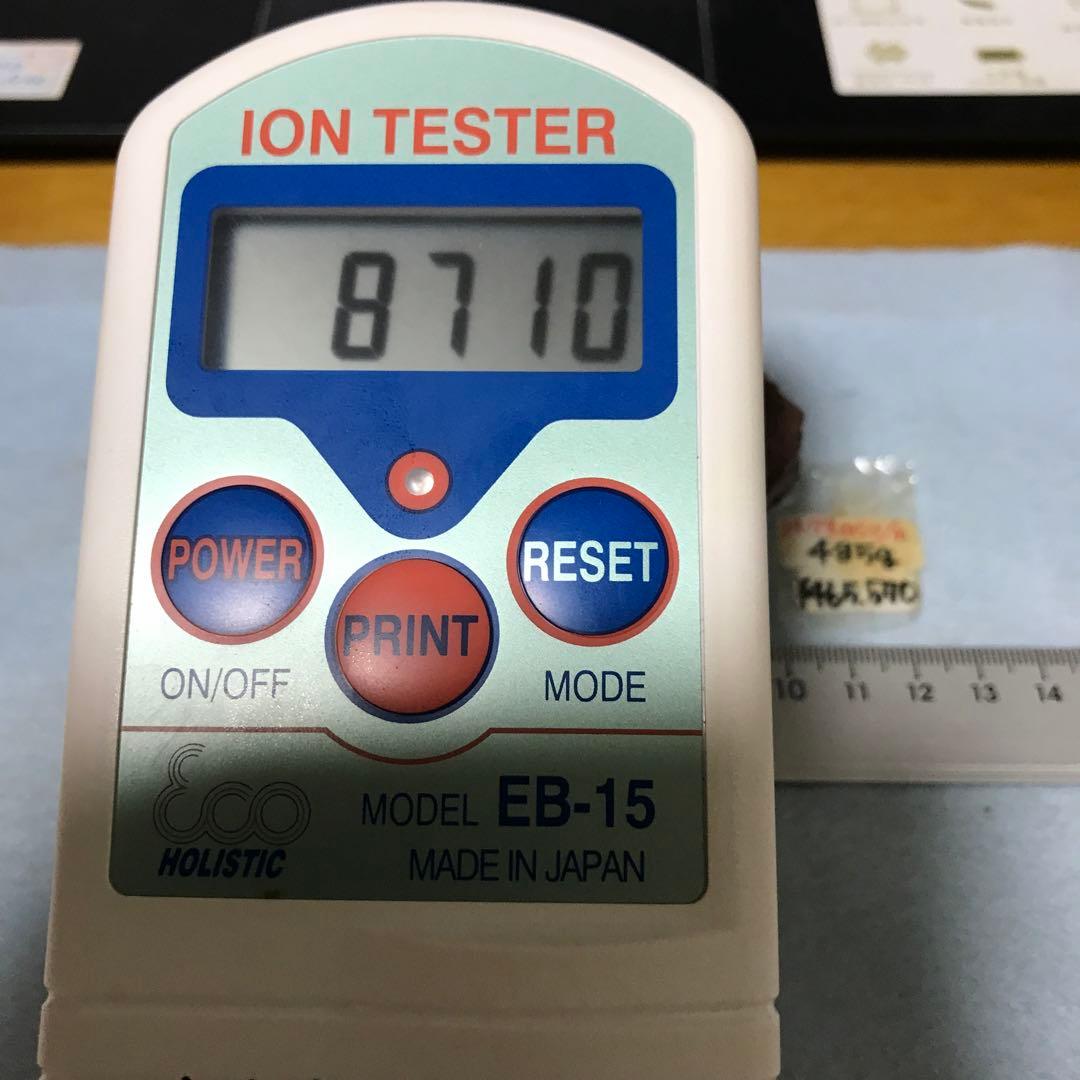 ION TESTER
8710
POWER
PRINT
RESET
ON/OFF
MODE
Eco
HOLISTIC
MODEL EB-15
MADE IN JAPAN
10 11 12 13 14